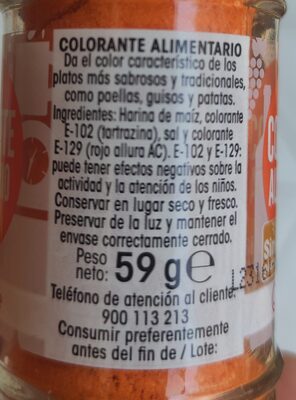 COLORANTE ALIMENTARIO
Da el color característico de los
platos más sabrosos y tradicionales,
como paellas, guisos y patatas.
Ingredientes: Harina de maíz, colorante
E-102 (tartrazina), sal y colorante
E-129 (rojo allura AC). E-102 y E-129:
puede tener efectos negativos sobre la
actividad y la atención de los niños.
Conservar en lugar seco y fresco.
Preservar de la luz y mantener el
envase correctamente cerrado.
Peso
neto: 59 g e
Teléfono de atención al cliente:
900 113 213
Consumir preferentemente
antes del fin de / Lote: